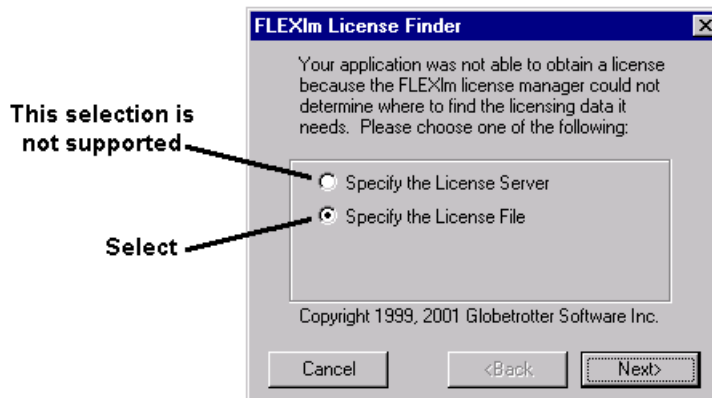 FLEXlm License Finder
Your application was not able to obtain a license
because the FLEXlm license manager could not
determine where to find the licensing data it
needs. Please choose one of the following:
This selection is
not supported
Specify the License Server
Specify the License File
Select
Copyright 1999, 2001 Globetrotter Software Inc.
Cancel
<Back
Next>